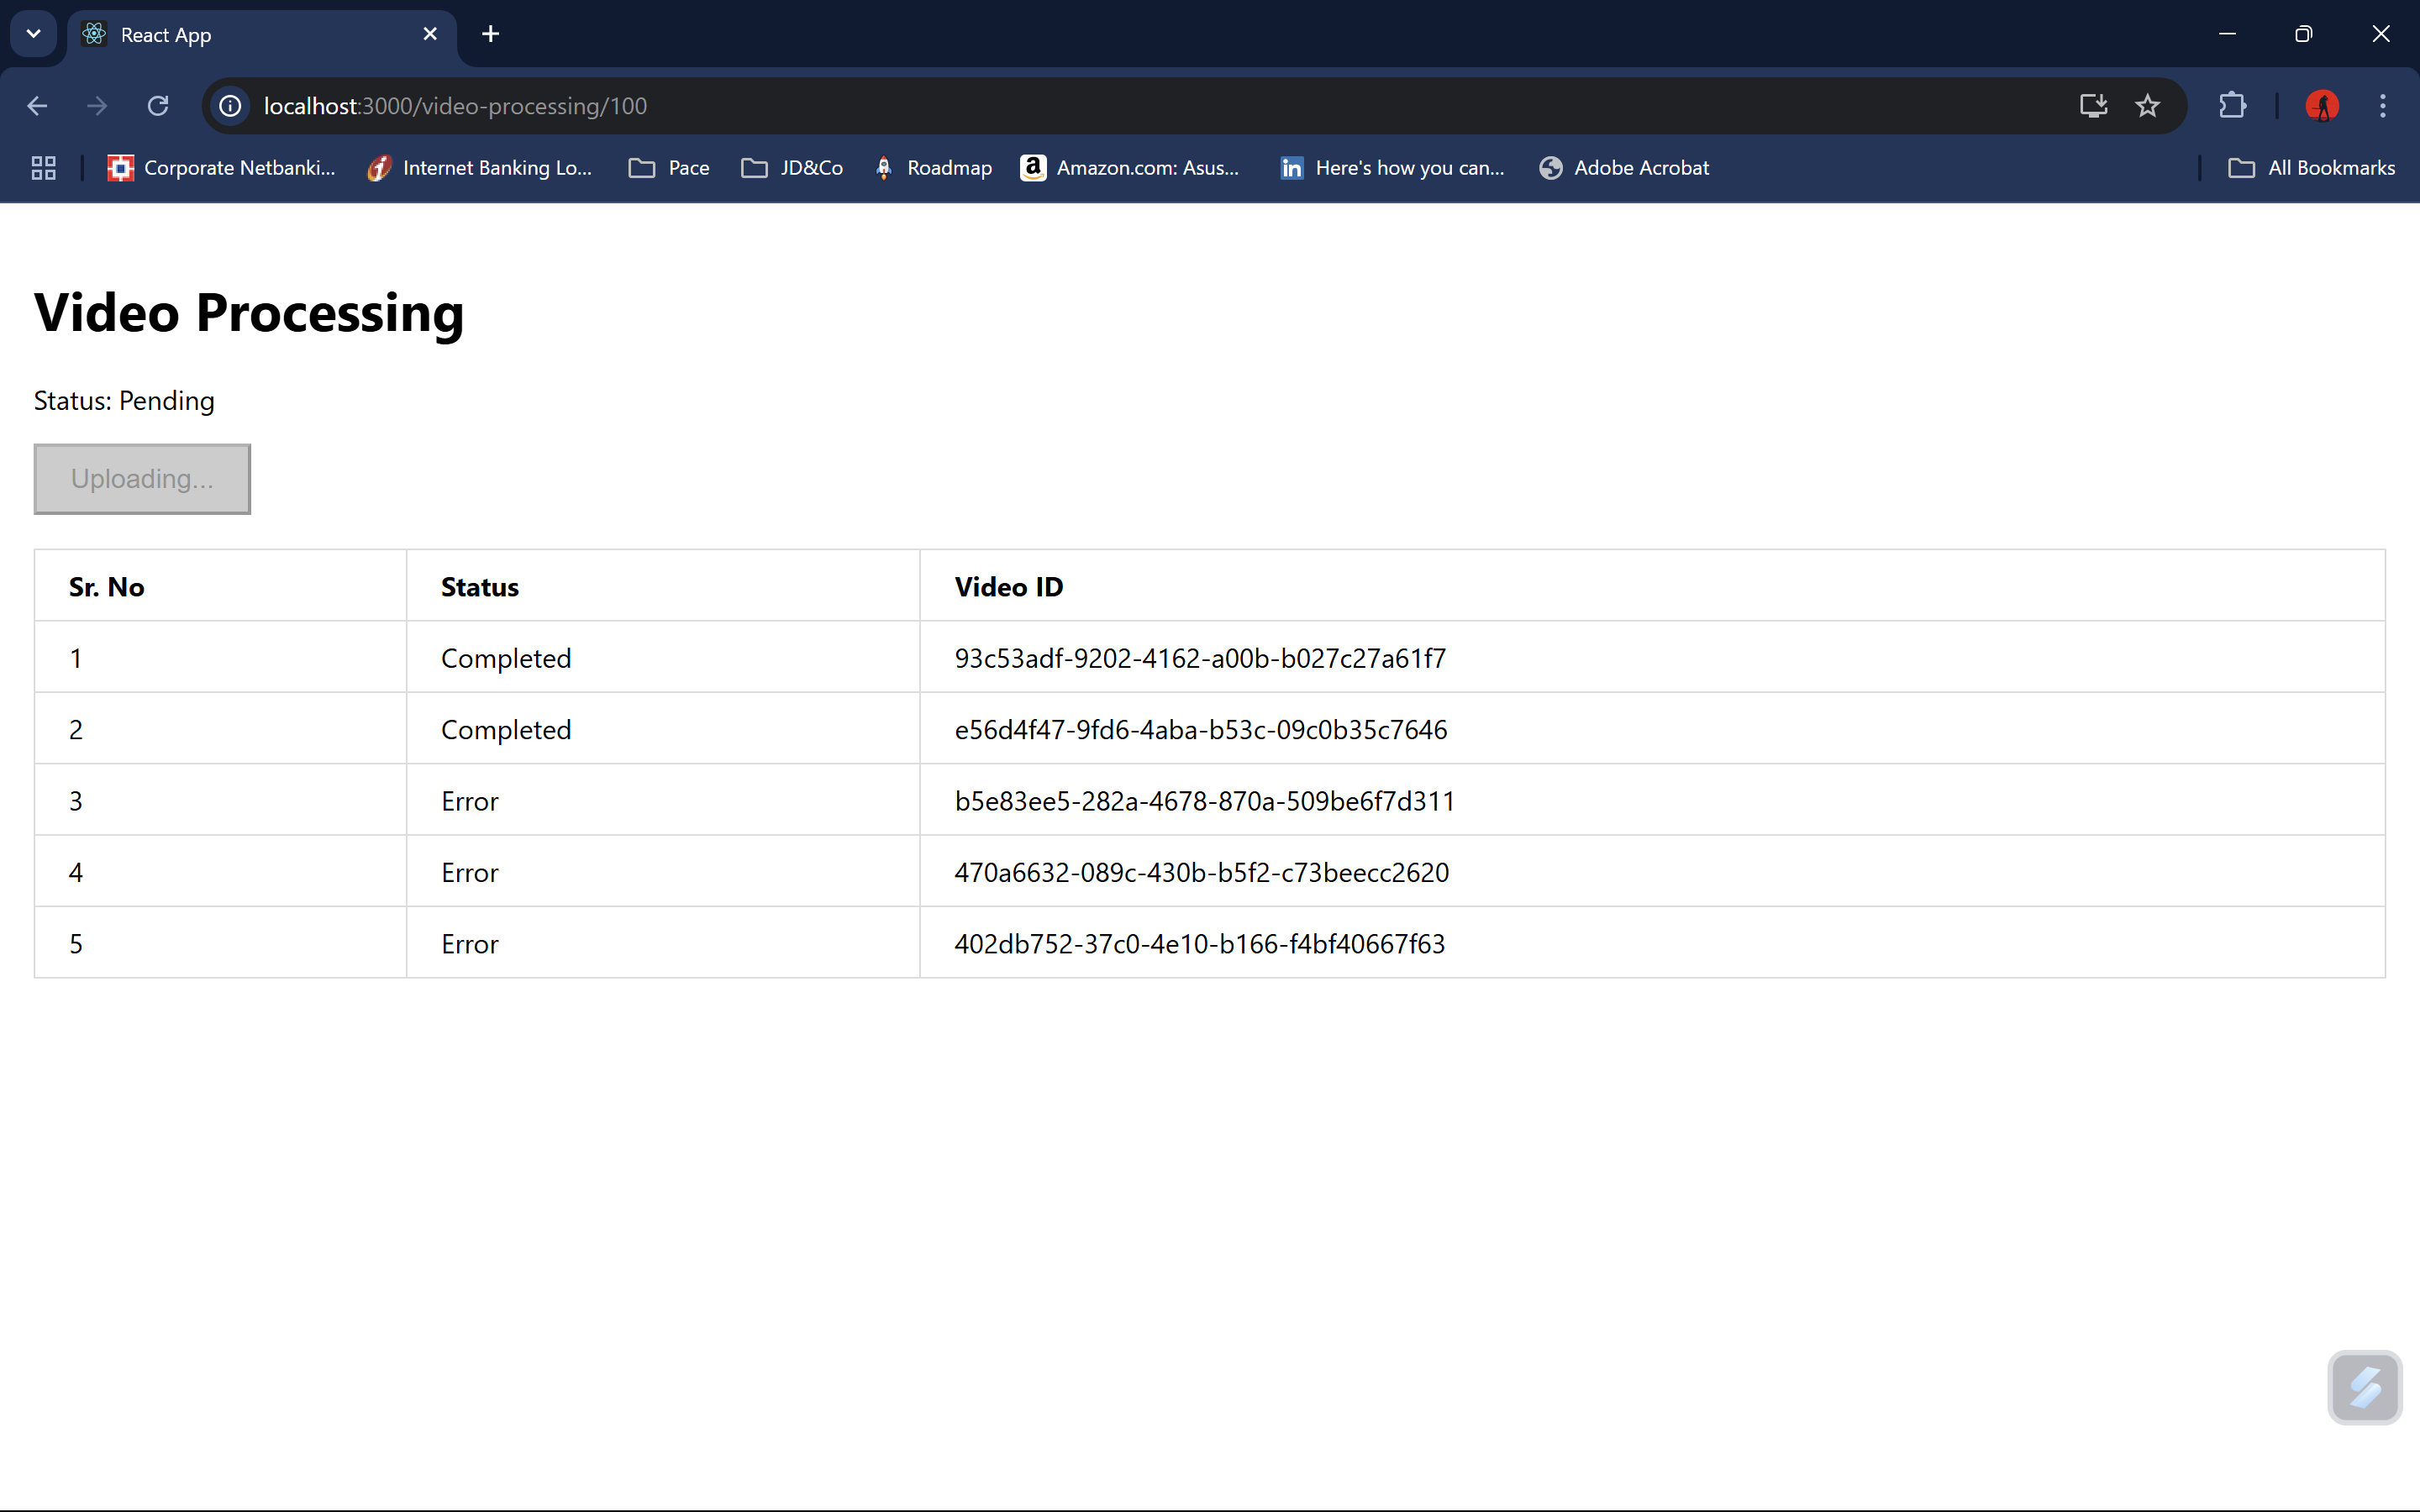 React App
localhost:3000/video-processing/100
Corporate Netbanki... Internet Banking Lo... Pace JD&Co Roadmap Amazon.com: Asus... Here's how you can... Adobe Acrobat All Bookmarks
Video Processing
Status: Pending
Uploading...
Sr. No Status Video ID
1 Completed 93c53adf-9202-4162-a00b-b027c27a61f7
2 Completed e56d4f47-9fd6-4aba-b53c-09c0b35c7646
3 Error b5e83ee5-282a-4678-870a-509be6f7d311
4 Error 470a6632-089c-430b-b5f2-c73beecc2620
5 Error 402db752-37c0-4e10-b166-f4bf40667f63